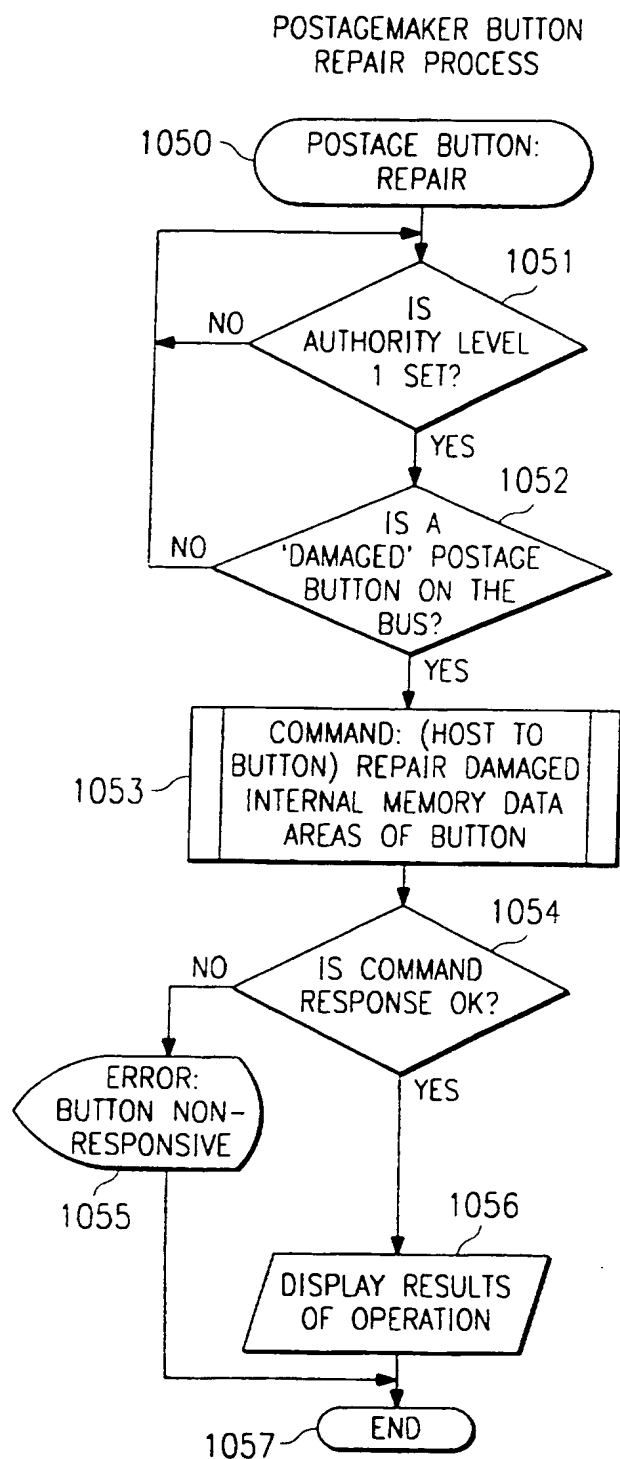 POSTAGEMAKER BUTTON
REPAIR PROCESS
1050
POSTAGE BUTTON:
REPAIR
1051
IS
AUTHORITY LEVEL
1 SET?
NO
YES
1052
IS A
'DAMAGED' POSTAGE
BUTTON ON THE
BUS?
NO
YES
1053
COMMAND: (HOST TO
BUTTON) REPAIR DAMAGED
INTERNAL MEMORY DATA
AREAS OF BUTTON
1054
IS COMMAND
RESPONSE OK?
NO
YES
ERROR:
BUTTON NON-
RESPONSIVE
1055
1056
DISPLAY RESULTS
OF OPERATION
1057
END